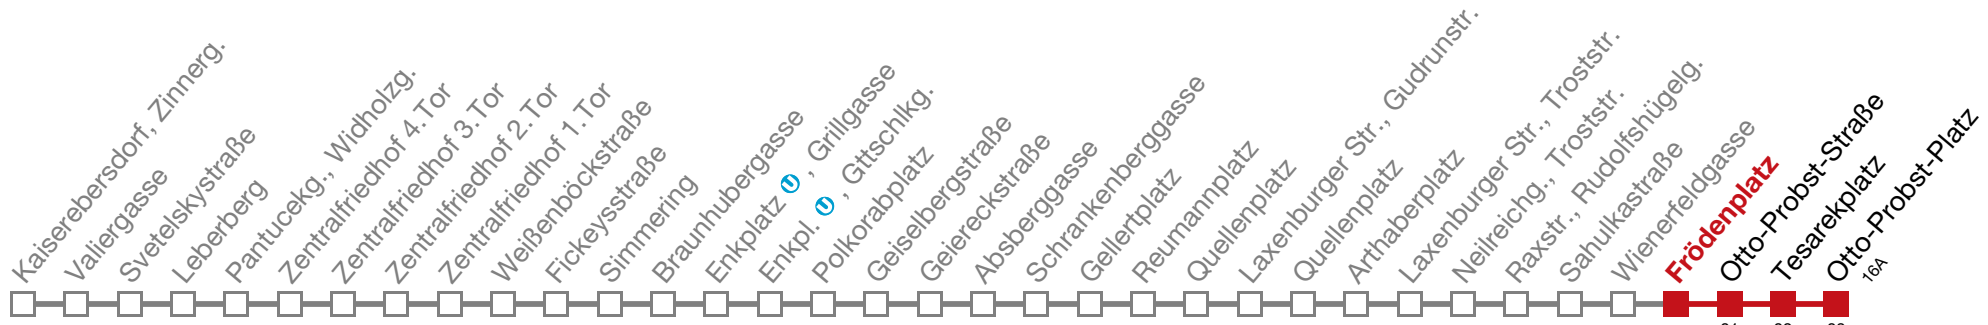 Kaiserebersdorf, Zinnerg.
Valiergasse
Svetelskystraße
Leberberg
Pantucekg., Widholzg.
Zentralfriedhof 4.Tor
Zentralfriedhof 3.Tor
Zentralfriedhof 2.Tor
Zentralfriedhof 1.Tor
Weißenböckstraße
Fickeysstraße
Simmering
Braunhubergasse
Enkplatz U, Grillgasse
Enkpl. U, Gttschlkg.
Polkorabplatz
Geiselbergstraße
Geiereckstraße
Absberggasse
Schrankenberggasse
Gellertplatz
Reumannplatz
Quellenplatz
Laxenburger Str., Gudrunstr.
Quellenplatz
Arthaberplatz
Laxenburger Str., Troststr.
Neilreichg., Troststr.
Raxstr., Rudolfshügelg.
Sahulkastraße
Wienerfeldgasse
Frödenplatz
Otto-Probst-Straße
Tesarekplatz
Otto-Probst-Platz
16A